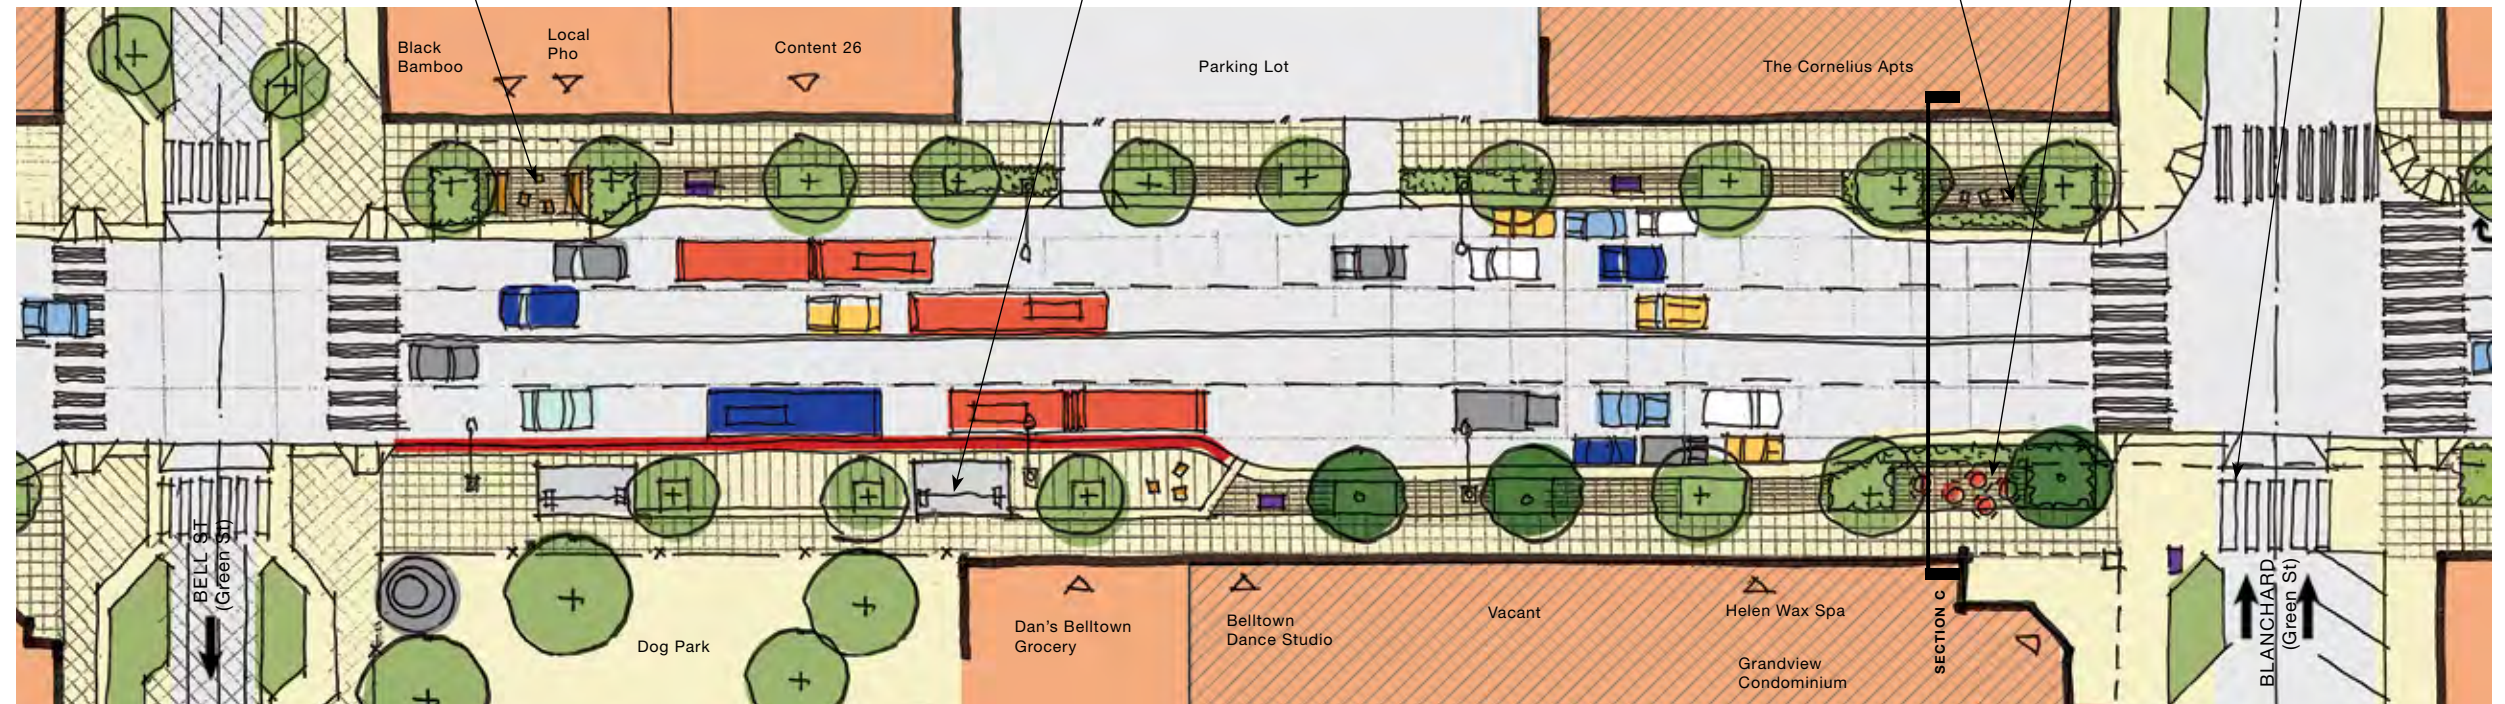 Black
Bamboo
Local
Pho
Content 26
Parking Lot
The Cornelius Apts
BELL ST
(Green St)
Dog Park
Dan's Belltown
Grocery
Belltown
Dance Studio
Vacant
Helen Wax Spa
Grandview
Condominium
SECTION C
BLANCHARD
(Green St)